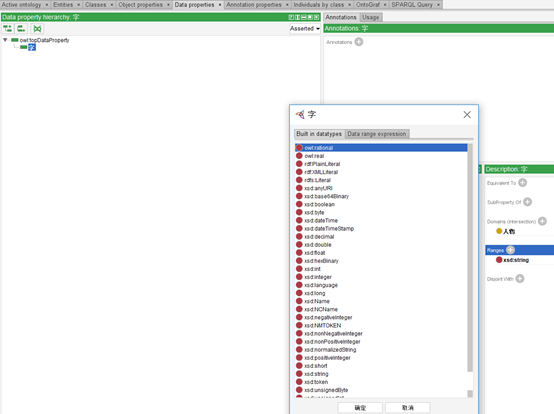 Active ontology × Entities × Classes × Object properties × Data properties × Annotation properties × Individuals by class × OntoGraf × SPARQL Query ×
Data property hierarchy: 字
Asserted
owl:topDataProperty
字
Annotations Usage
Annotations: 字
Annotations
字
Built in datatypes Data range expression
owl:rational
owl:real
rdf:PlainLiteral
rdf:XMLLiteral
rdfs:Literal
xsd:anyURI
xsd:base64Binary
xsd:boolean
xsd:byte
xsd:dateTime
xsd:dateTimeStamp
xsd:decimal
xsd:double
xsd:float
xsd:hexBinary
xsd:int
xsd:integer
xsd:language
xsd:long
xsd:Name
xsd:NCName
xsd:negativeInteger
xsd:NMTOKEN
xsd:nonNegativeInteger
xsd:nonPositiveInteger
xsd:normalizedString
xsd:positiveInteger
xsd:short
xsd:string
xsd:token
xsd:unsignedByte
确定 取消
Description: 字
Equivalent To
SubProperty Of
Domains (intersection)
人物
Ranges
xsd:string
Disjoint With